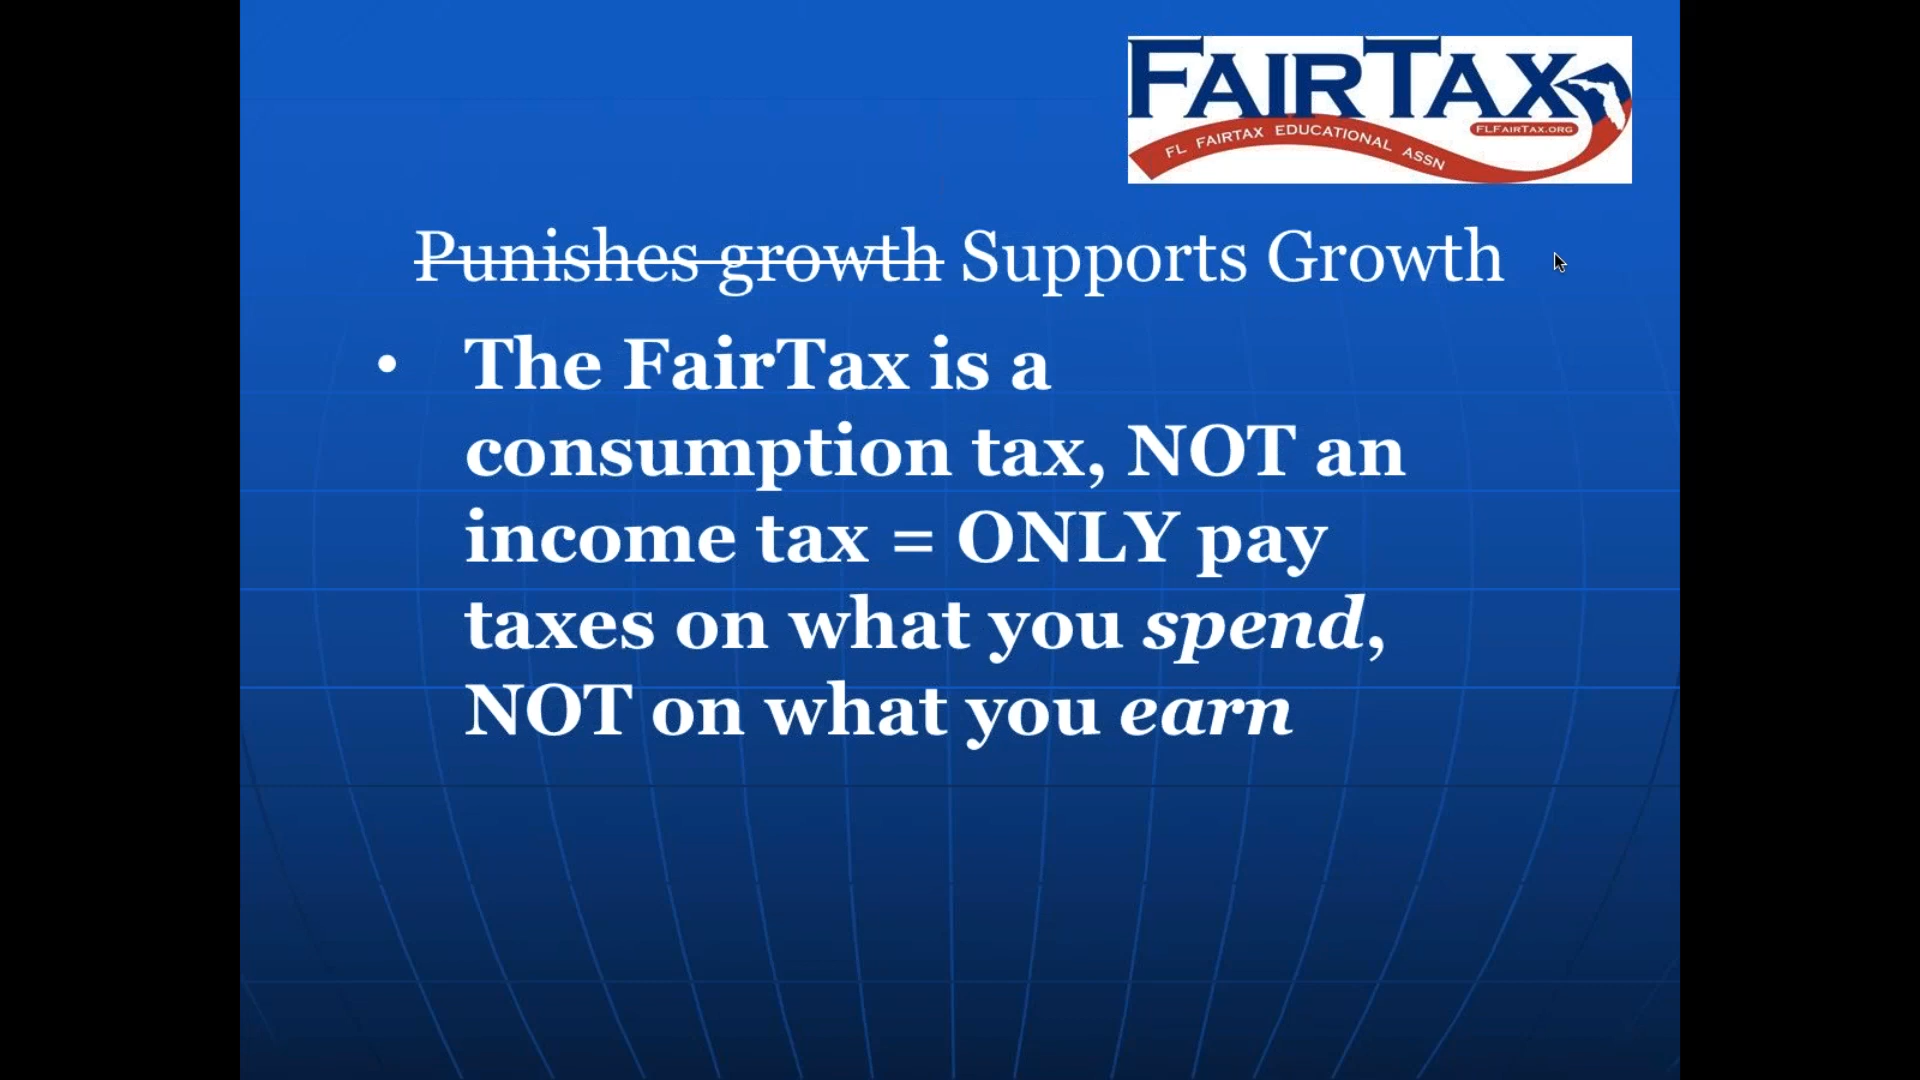 FAIRTAX
FLFAIRTAX.ORG
FL FAIRTAX EDUCATIONAL ASSN
Punishes growth Supports Growth
• The FairTax is a
consumption tax, NOT an
income tax = ONLY pay
taxes on what you spend,
NOT on what you earn